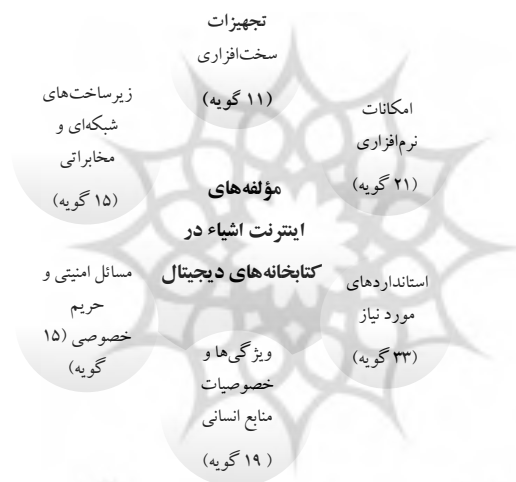 تجهیزات
سخت‌افزاری
(۱۱ گویه)
امکانات
نرم‌افزاری
(۲۱ گویه)
استانداردهای
مورد نیاز
(۳۳ گویه)
ویژگی‌ها و
خصوصیات
منابع انسانی
( ۱۹ گویه)
مسائل امنیتی و
حریم
خصوصی (۱۵
گویه)
زیرساخت‌های
شبکه‌ای و
مخابراتی
(۱۵ گویه)
مؤلفه‌های
اینترنت اشیاء در
کتابخانه‌های دیجیتال